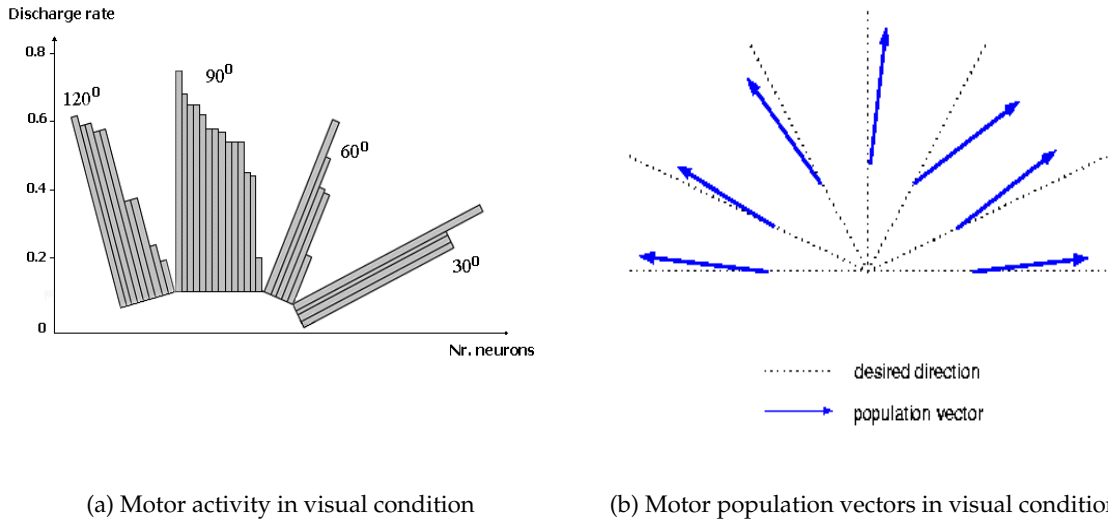 Discharge rate
0.8
0.6
0.4
0.2
0
120⁰
90⁰
60⁰
30⁰
Nr. neurons
desired direction
population vector
(a) Motor activity in visual condition
(b) Motor population vectors in visual condition